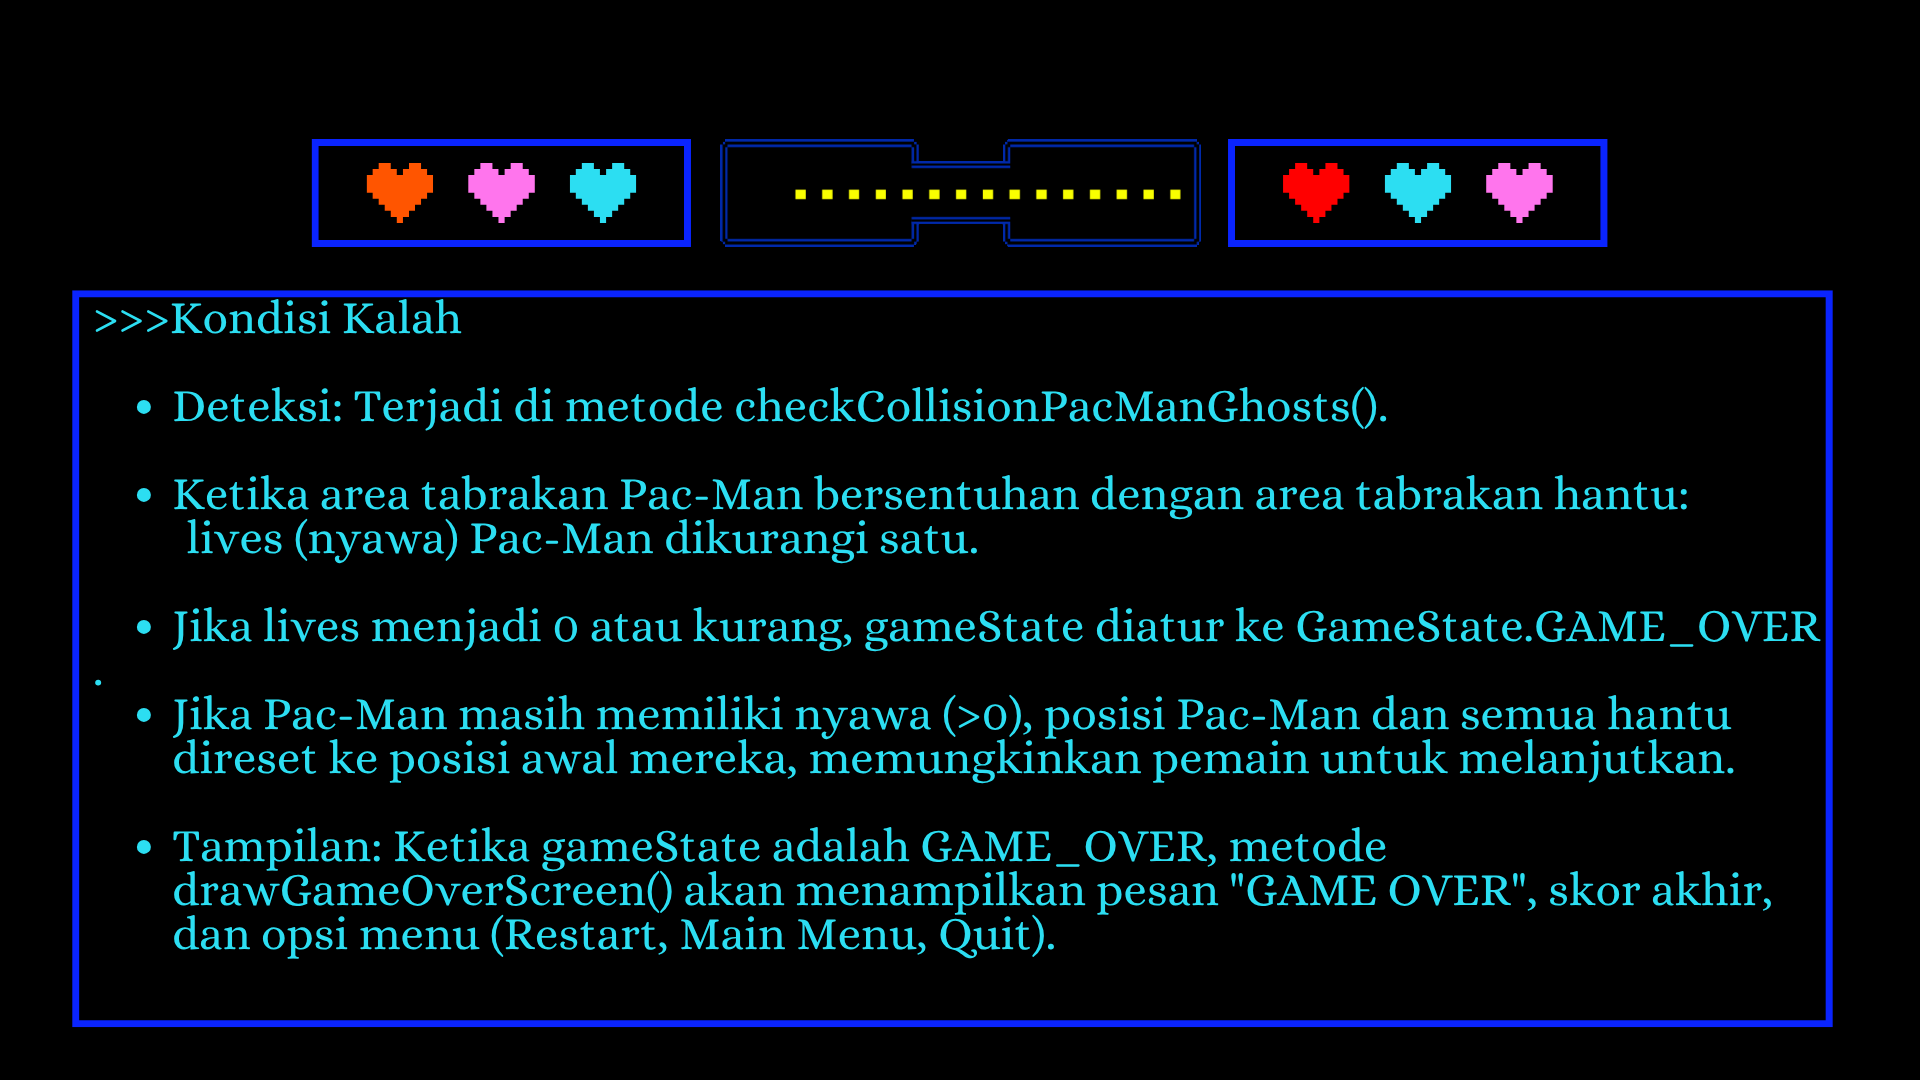 >>>Kondisi Kalah
• Deteksi: Terjadi di metode checkCollisionPacManGhosts().
• Ketika area tabrakan Pac-Man bersentuhan dengan area tabrakan hantu:
lives (nyawa) Pac-Man dikurangi satu.
• Jika lives menjadi 0 atau kurang, gameState diatur ke GameState.GAME_OVER
.
• Jika Pac-Man masih memiliki nyawa (>0), posisi Pac-Man dan semua hantu
direset ke posisi awal mereka, memungkinkan pemain untuk melanjutkan.
• Tampilan: Ketika gameState adalah GAME_OVER, metode
drawGameOverScreen() akan menampilkan pesan "GAME OVER", skor akhir,
dan opsi menu (Restart, Main Menu, Quit).